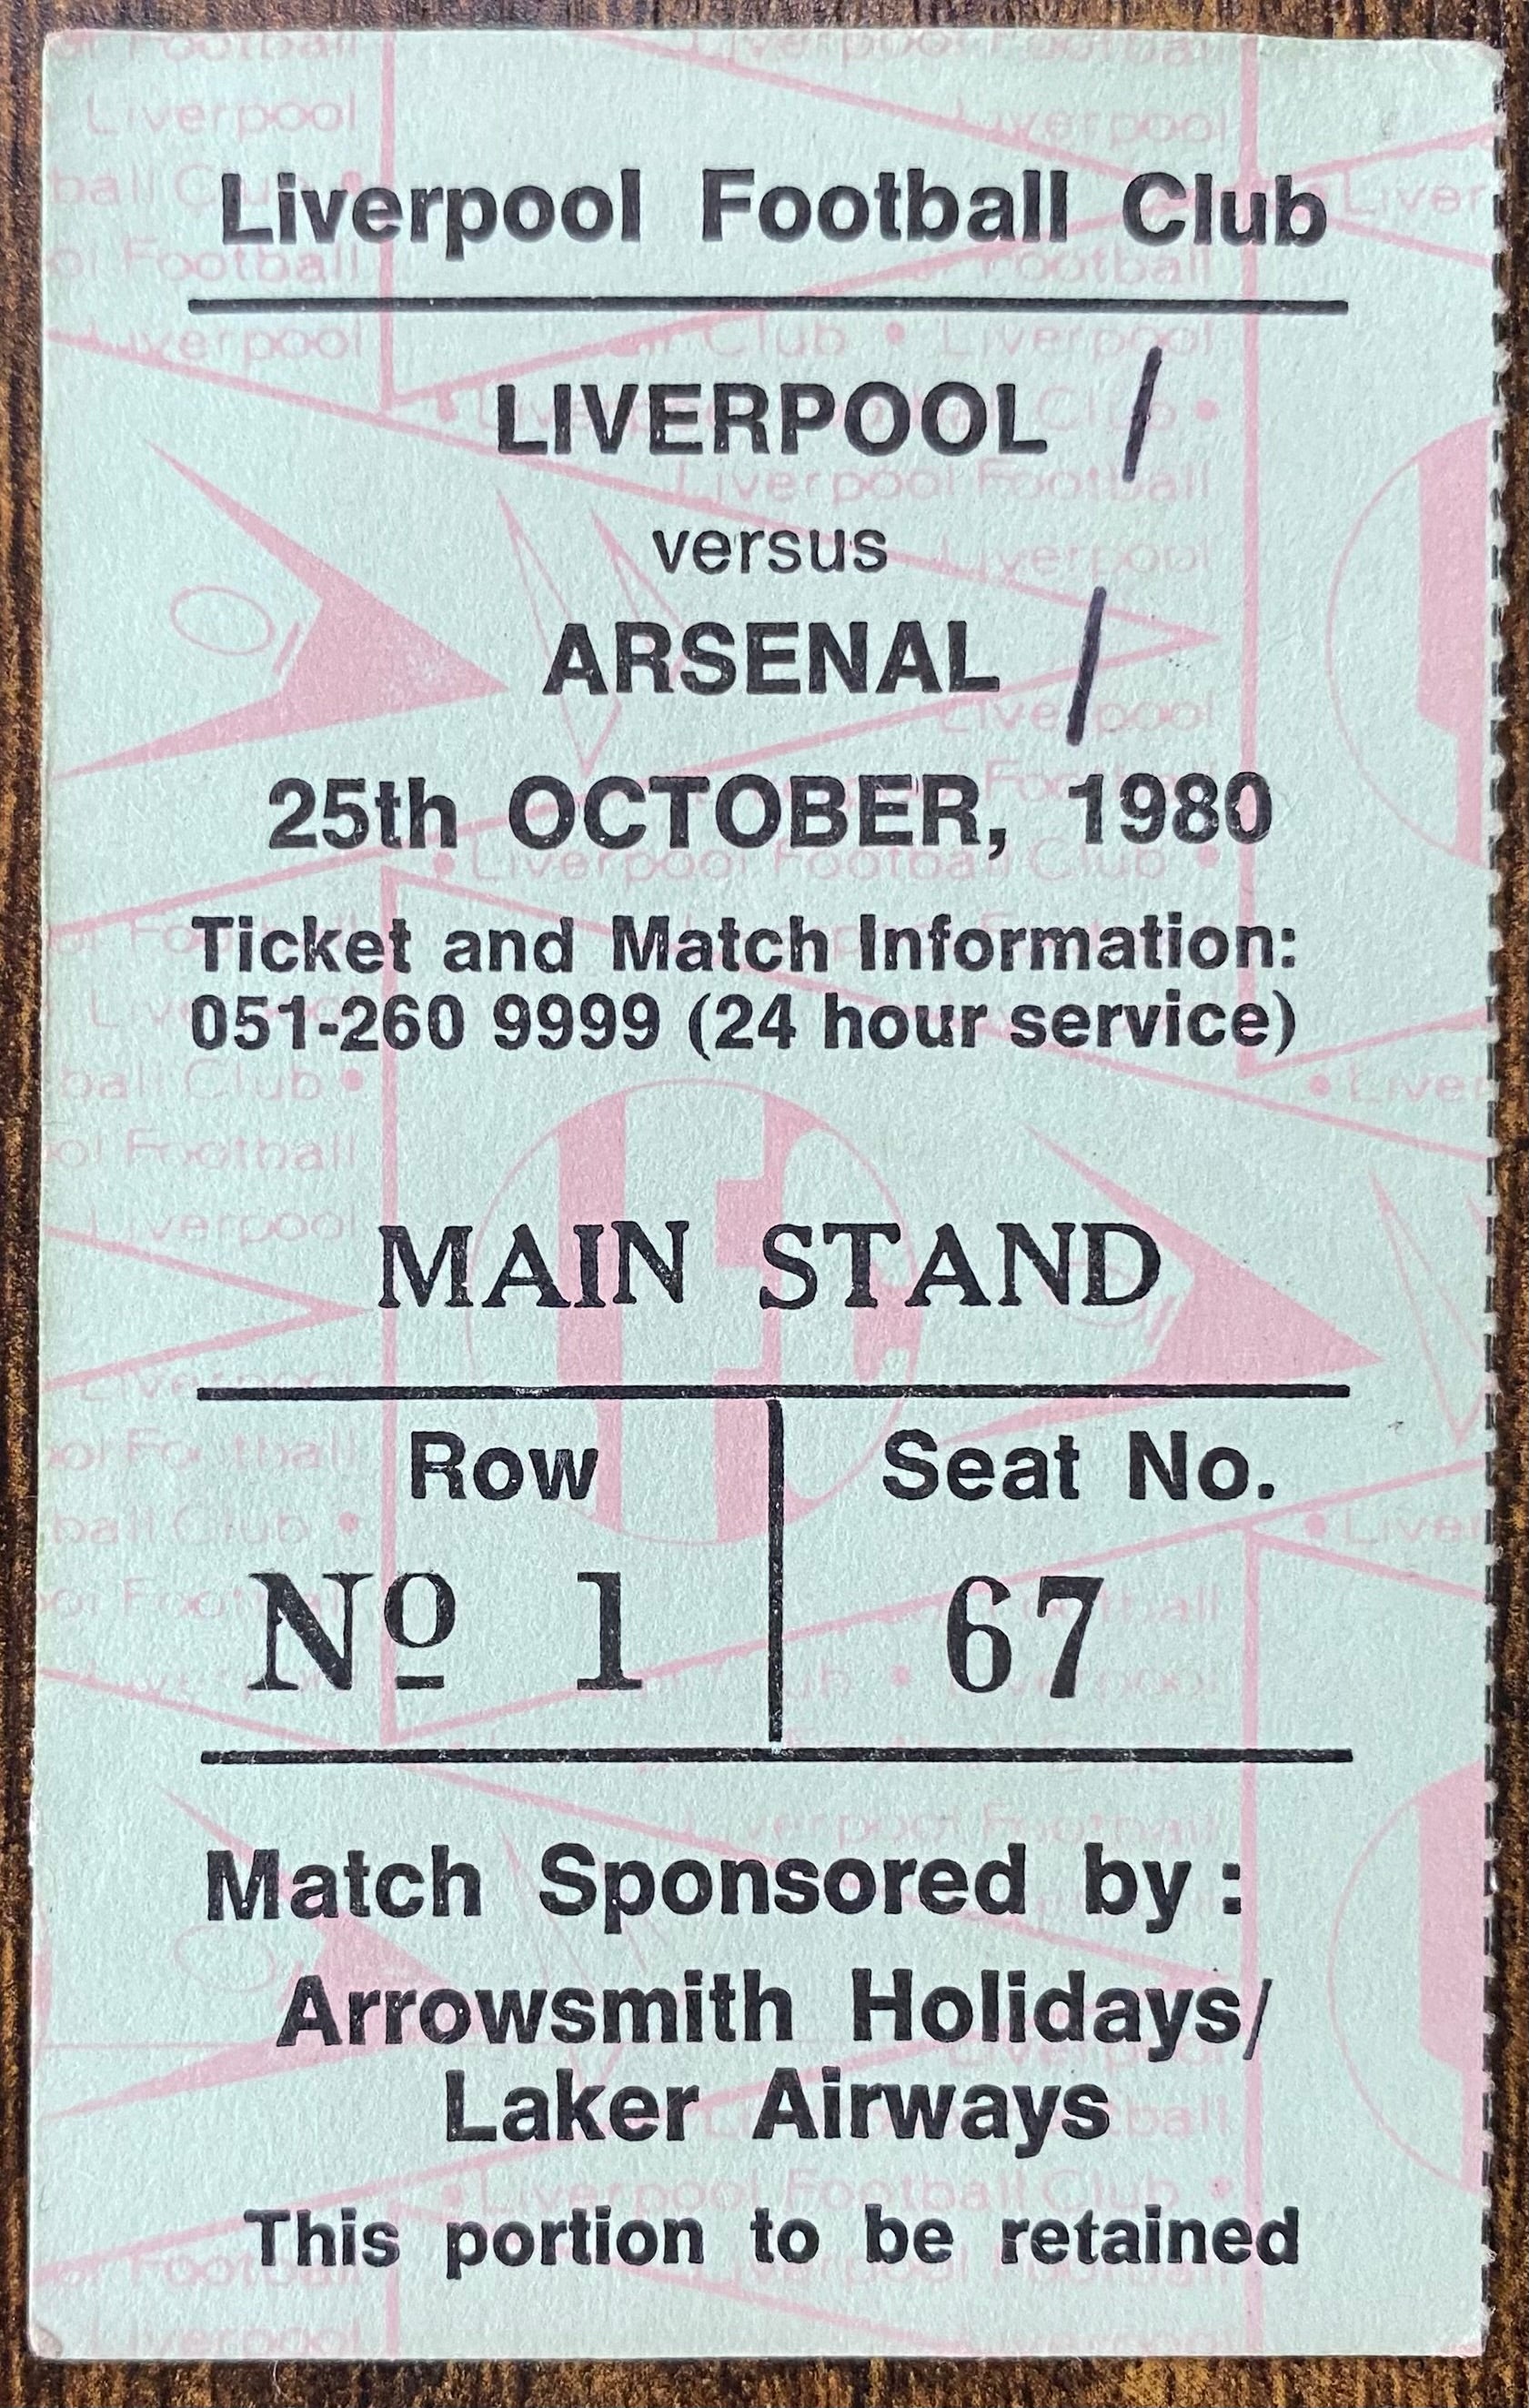 Liverpool Football Club
LIVERPOOL /
versus
ARSENAL /
25th OCTOBER, 1980
Ticket and Match Information:
051-260 9999 (24 hour service)
MAIN STAND
Row Seat No.
Nº 1 67
Match Sponsored by :
Arrowsmith Holidays/
Laker Airways
This portion to be retained